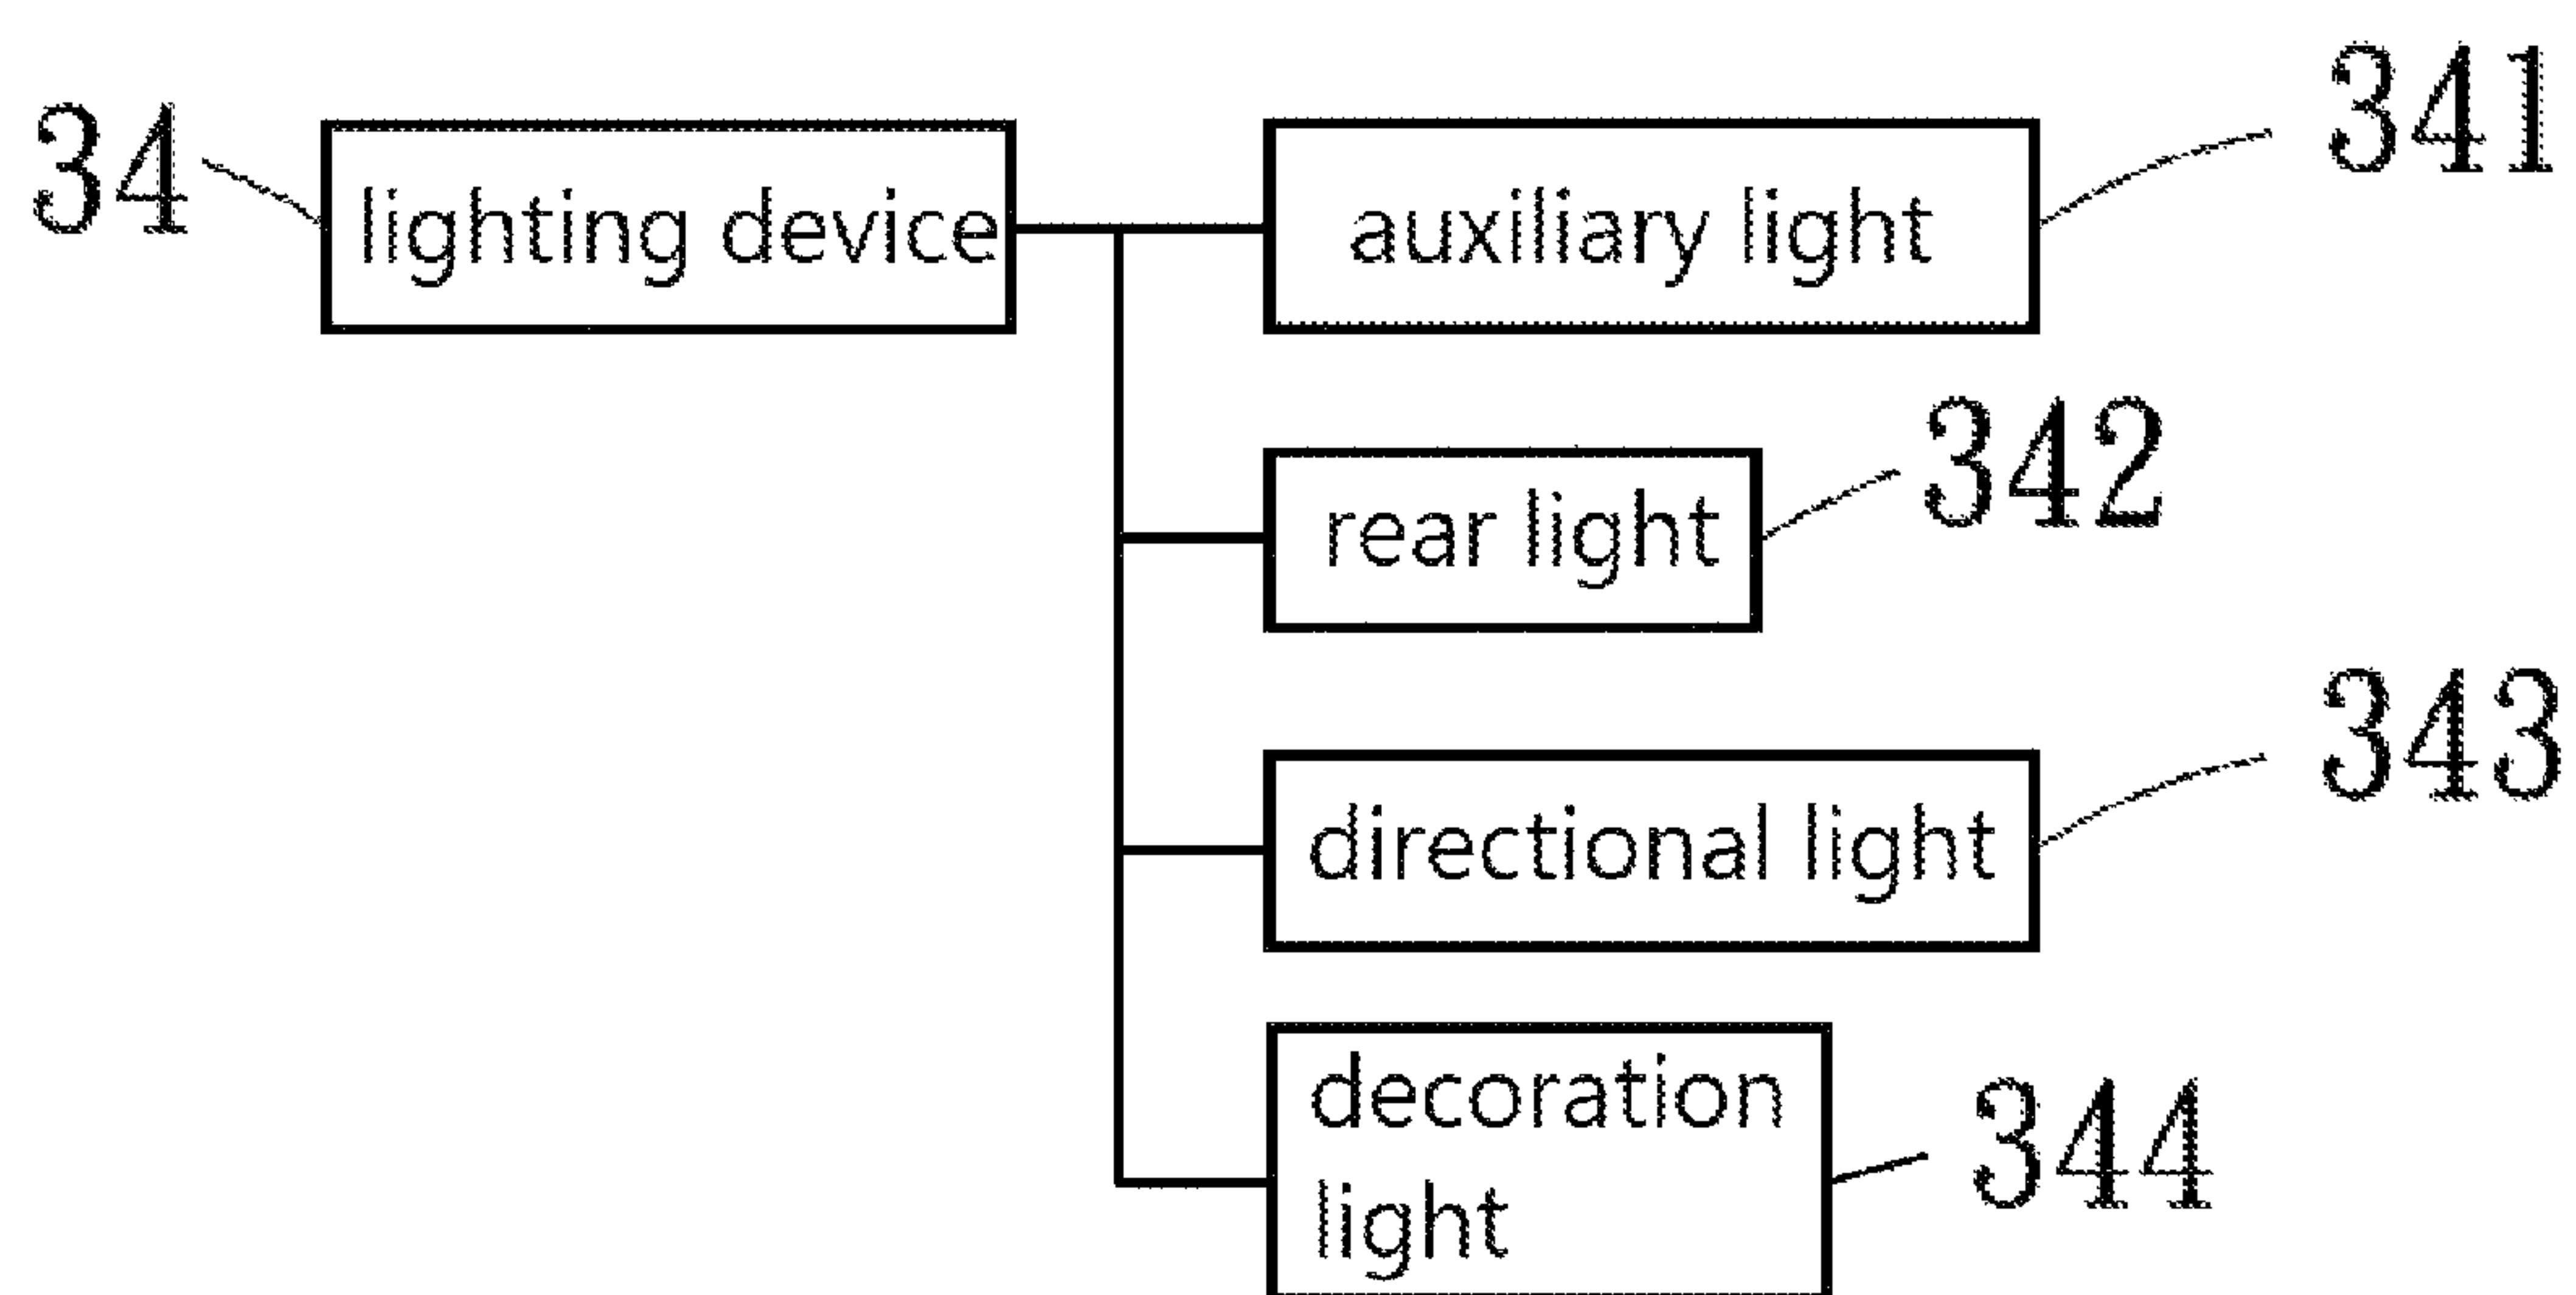 34
lighting device
auxiliary light
341
rear light
342
directional light
343
decoration
light
344